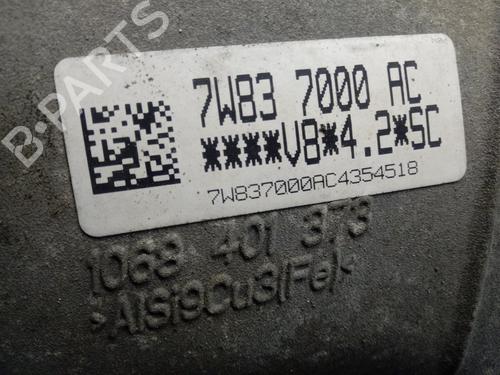 B-PARTS
7W83 7000 AC
****V8*4.2*SC
7W837000AC4354518
1068 401 373
>AlSi9Cu3(Fe)<